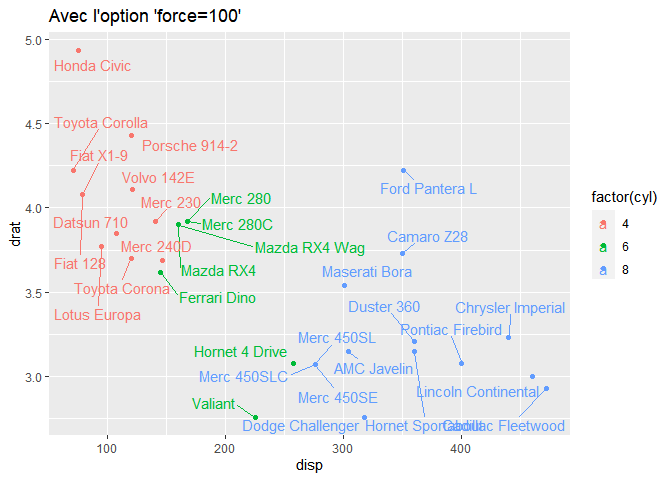 Avec l'option 'force=100'
5.0
Honda Civic
4.5
Toyota Corolla
Porsche 914-2
Fiat X1-9
Volvo 142E
Merc 230
Merc 280
Ford Pantera L
factor(cyl)
a 4
a 6
a 8
4.0
drat
Datsun 710
Merc 280C
Camaro Z28
Merc 240D
Mazda RX4 Wag
Fiat 128
Mazda RX4
Maserati Bora
Toyota Corona
Ferrari Dino
3.5
Lotus Europa
Duster 360
Chrysler Imperial
Pontiac Firebird
Merc 450SL
Hornet 4 Drive
AMC Javelin
3.0
Merc 450SLC
Lincoln Continental
Merc 450SE
Valiant
Dodge Challenger
Hornet Sportabout
Cadillac Fleetwood
100
200
300
400
disp